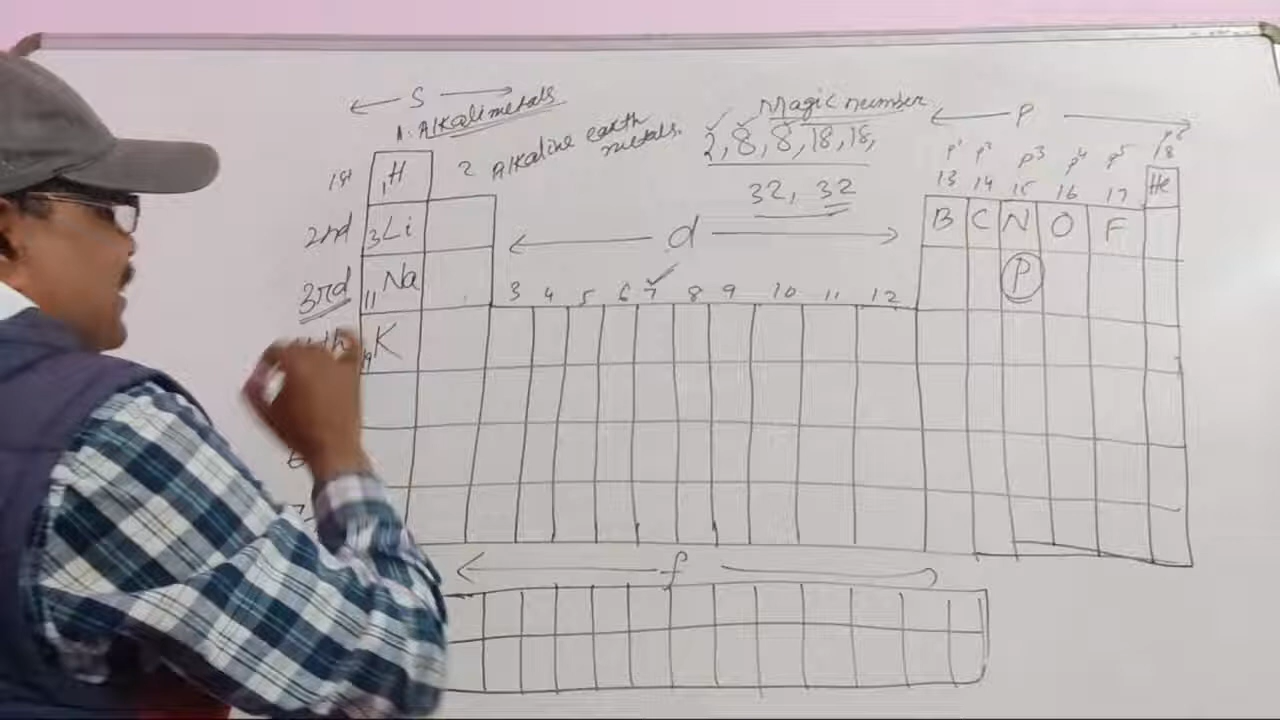 S
1. Alkali metals
2 Alkaline earth
metals.
Magic number
2, 8, 8, 18, 18,
32, 32
P
p¹ p² p³ p⁴ p⁵
13 14 15 16 17 18
1st ₁H He
2nd ₃Li B C N O F
d
3rd ₁₁Na P
3 4 5 6 7 8 9 10 11 12
₁₉K
f